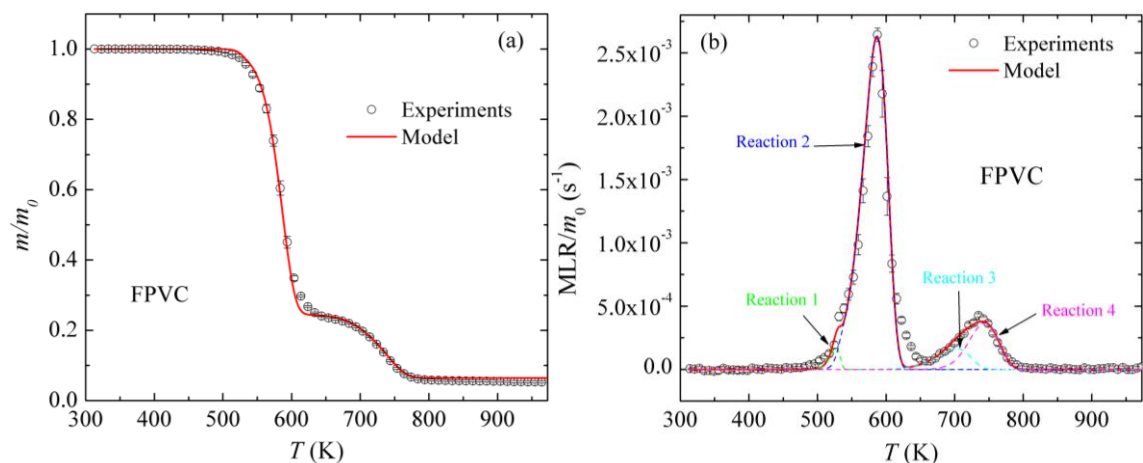 (a)
1.0
0.8
0.6
0.4
0.2
0.0
m/m0
Experiments
Model
FPVC
300 400 500 600 700 800 900
T (K)
(b)
2.5x10-3
2.0x10-3
1.5x10-3
1.0x10-3
5.0x10-4
0.0
MLR/m0 (s-1)
Experiments
Model
Reaction 2
FPVC
Reaction 1
Reaction 3
Reaction 4
300 400 500 600 700 800 900
T (K)